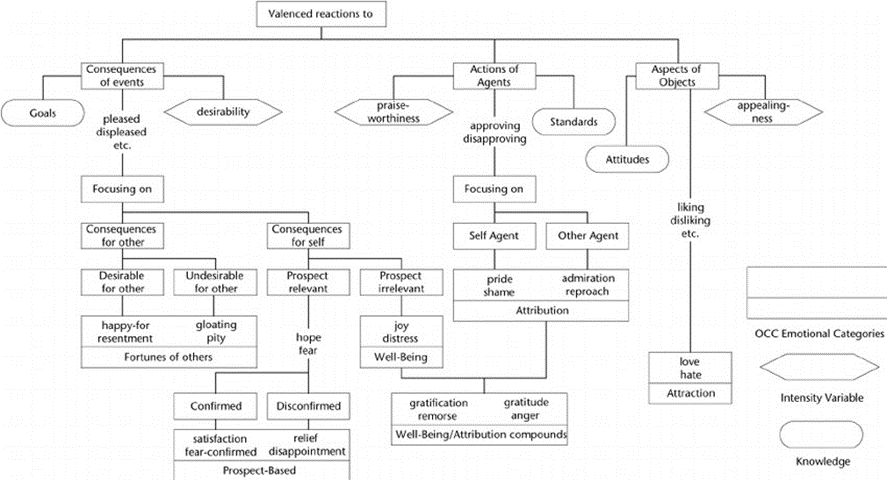 Valenced reactions to
Consequences
of events
Actions of
Agents
Aspects of
Objects
Goals
desirability
praise-
worthiness
Standards
appealing-
ness
pleased
displeased
etc.
approving
disapproving
Attitudes
Focusing on
Focusing on
liking
disliking
etc.
Consequences
for other
Consequences
for self
Self Agent
Other Agent
Desirable
for other
Undesirable
for other
Prospect
relevant
Prospect
irrelevant
pride
shame
admiration
reproach
Attribution
happy-for
resentment
gloating
pity
Fortunes of others
hope
fear
joy
distress
Well-Being
OCC Emotional Categories
love
hate
Attraction
Intensity Variable
Confirmed
Disconfirmed
gratification
remorse
gratitude
anger
Well-Being/Attribution compounds
satisfaction
fear-confirmed
relief
disappointment
Prospect-Based
Knowledge